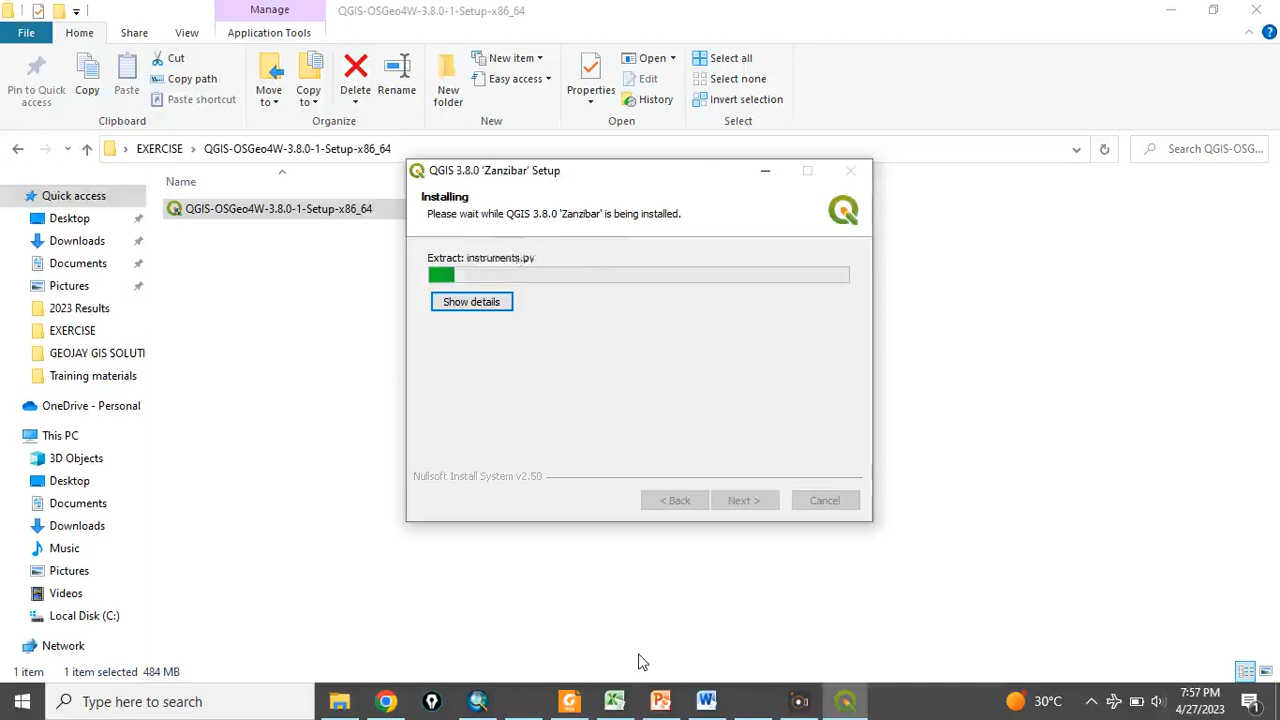 Manage
QGIS-OSGeo4W-3.8.0-1-Setup-x86_64
File
Home
Share
View
Application Tools
Pin to Quick access
Copy
Paste
Cut
Copy path
Paste shortcut
Clipboard
Move to
Copy to
Delete
Rename
Organize
New folder
New item
Easy access
New
Properties
Open
Edit
History
Open
Select all
Select none
Invert selection
Select
EXERCISE > QGIS-OSGeo4W-3.8.0-1-Setup-x86_64
Search QGIS-OSG...
Name
QGIS-OSGeo4W-3.8.0-1-Setup-x86_64
Quick access
Desktop
Downloads
Documents
Pictures
2023 Results
EXERCISE
GEOJAY GIS SOLUTI
Training materials
OneDrive - Personal
This PC
3D Objects
Desktop
Documents
Downloads
Music
Pictures
Videos
Local Disk (C:)
Network
QGIS 3.8.0 'Zanzibar' Setup
Installing
Please wait while QGIS 3.8.0 'Zanzibar' is being installed.
Extract: instruments.py
Show details
Nullsoft Install System v2.50
< Back
Next >
Cancel
1 item
1 item selected 484 MB
Type here to search
30°C
7:57 PM
4/27/2023
1